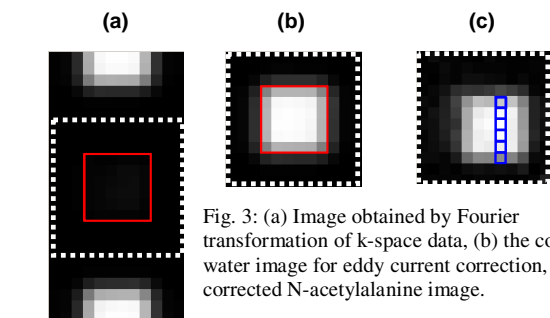 (a)
(b)
(c)
Fig. 3: (a) Image obtained by Fourier
transformation of k-space data, (b) the
water image for eddy current correction,
corrected N-acetylalanine image.